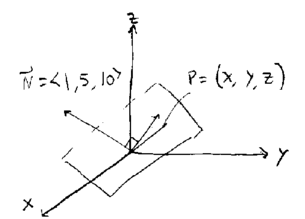 z
N⃗ = <1, 5, 10>
P = (x, y, z)
y
x